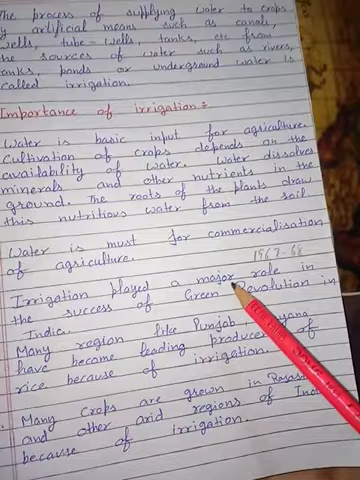 The process of supplying water to crops
by artificial means such as canals,
wells, tube-wells, tanks, etc from
the sources of water such as rivers,
tanks, ponds or underground water is
called irrigation.
Importance of irrigation:
Water is basic input for agriculture.
Cultivation of crops depends on the
availability of water. Water dissolves
minerals and other nutrients in the
ground. The roots of the plants draw
this nutritious water from the soil
Water is must for commercialisation
of agriculture.
1967-68
Irrigation played a major role in
the success of Green Revolution in
India.
Many region like Punjab,
have become leading producer of
rice because of irrigation.
Many crops are grown in
and other arid regions of
because of irrigation.